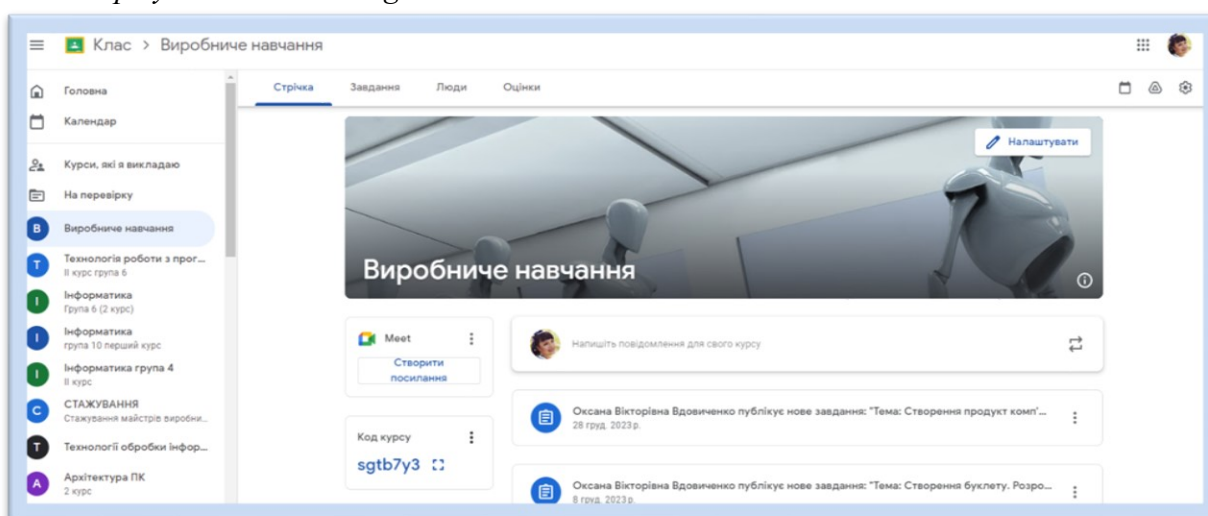 Клас > Виробниче навчання
Головна
Календар
Курси, які я викладаю
На перевірку
В Виробниче навчання
Т Технологія роботи з прог...
II курс група 6
І Інформатика
Група 6 (2 курс)
І Інформатика
група 10 перший курс
І Інформатика група 4
II курс
С СТАЖУВАННЯ
Стажування майстрів виробни...
Т Технології обробки інфор...
А Архітектура ПК
2 курс
Стрічка Завдання Люди Оцінки
Налаштувати
Виробниче навчання
Meet
Створити
посилання
Код курсу
sgtb7y3
Напишіть повідомлення для свого курсу
Оксана Вікторівна Вдовиченко публікує нове завдання: "Тема: Створення продукт комп'...
28 груд. 2023 р.
Оксана Вікторівна Вдовиченко публікує нове завдання: "Тема: Створення буклету. Розро...
8 груд. 2023 р.